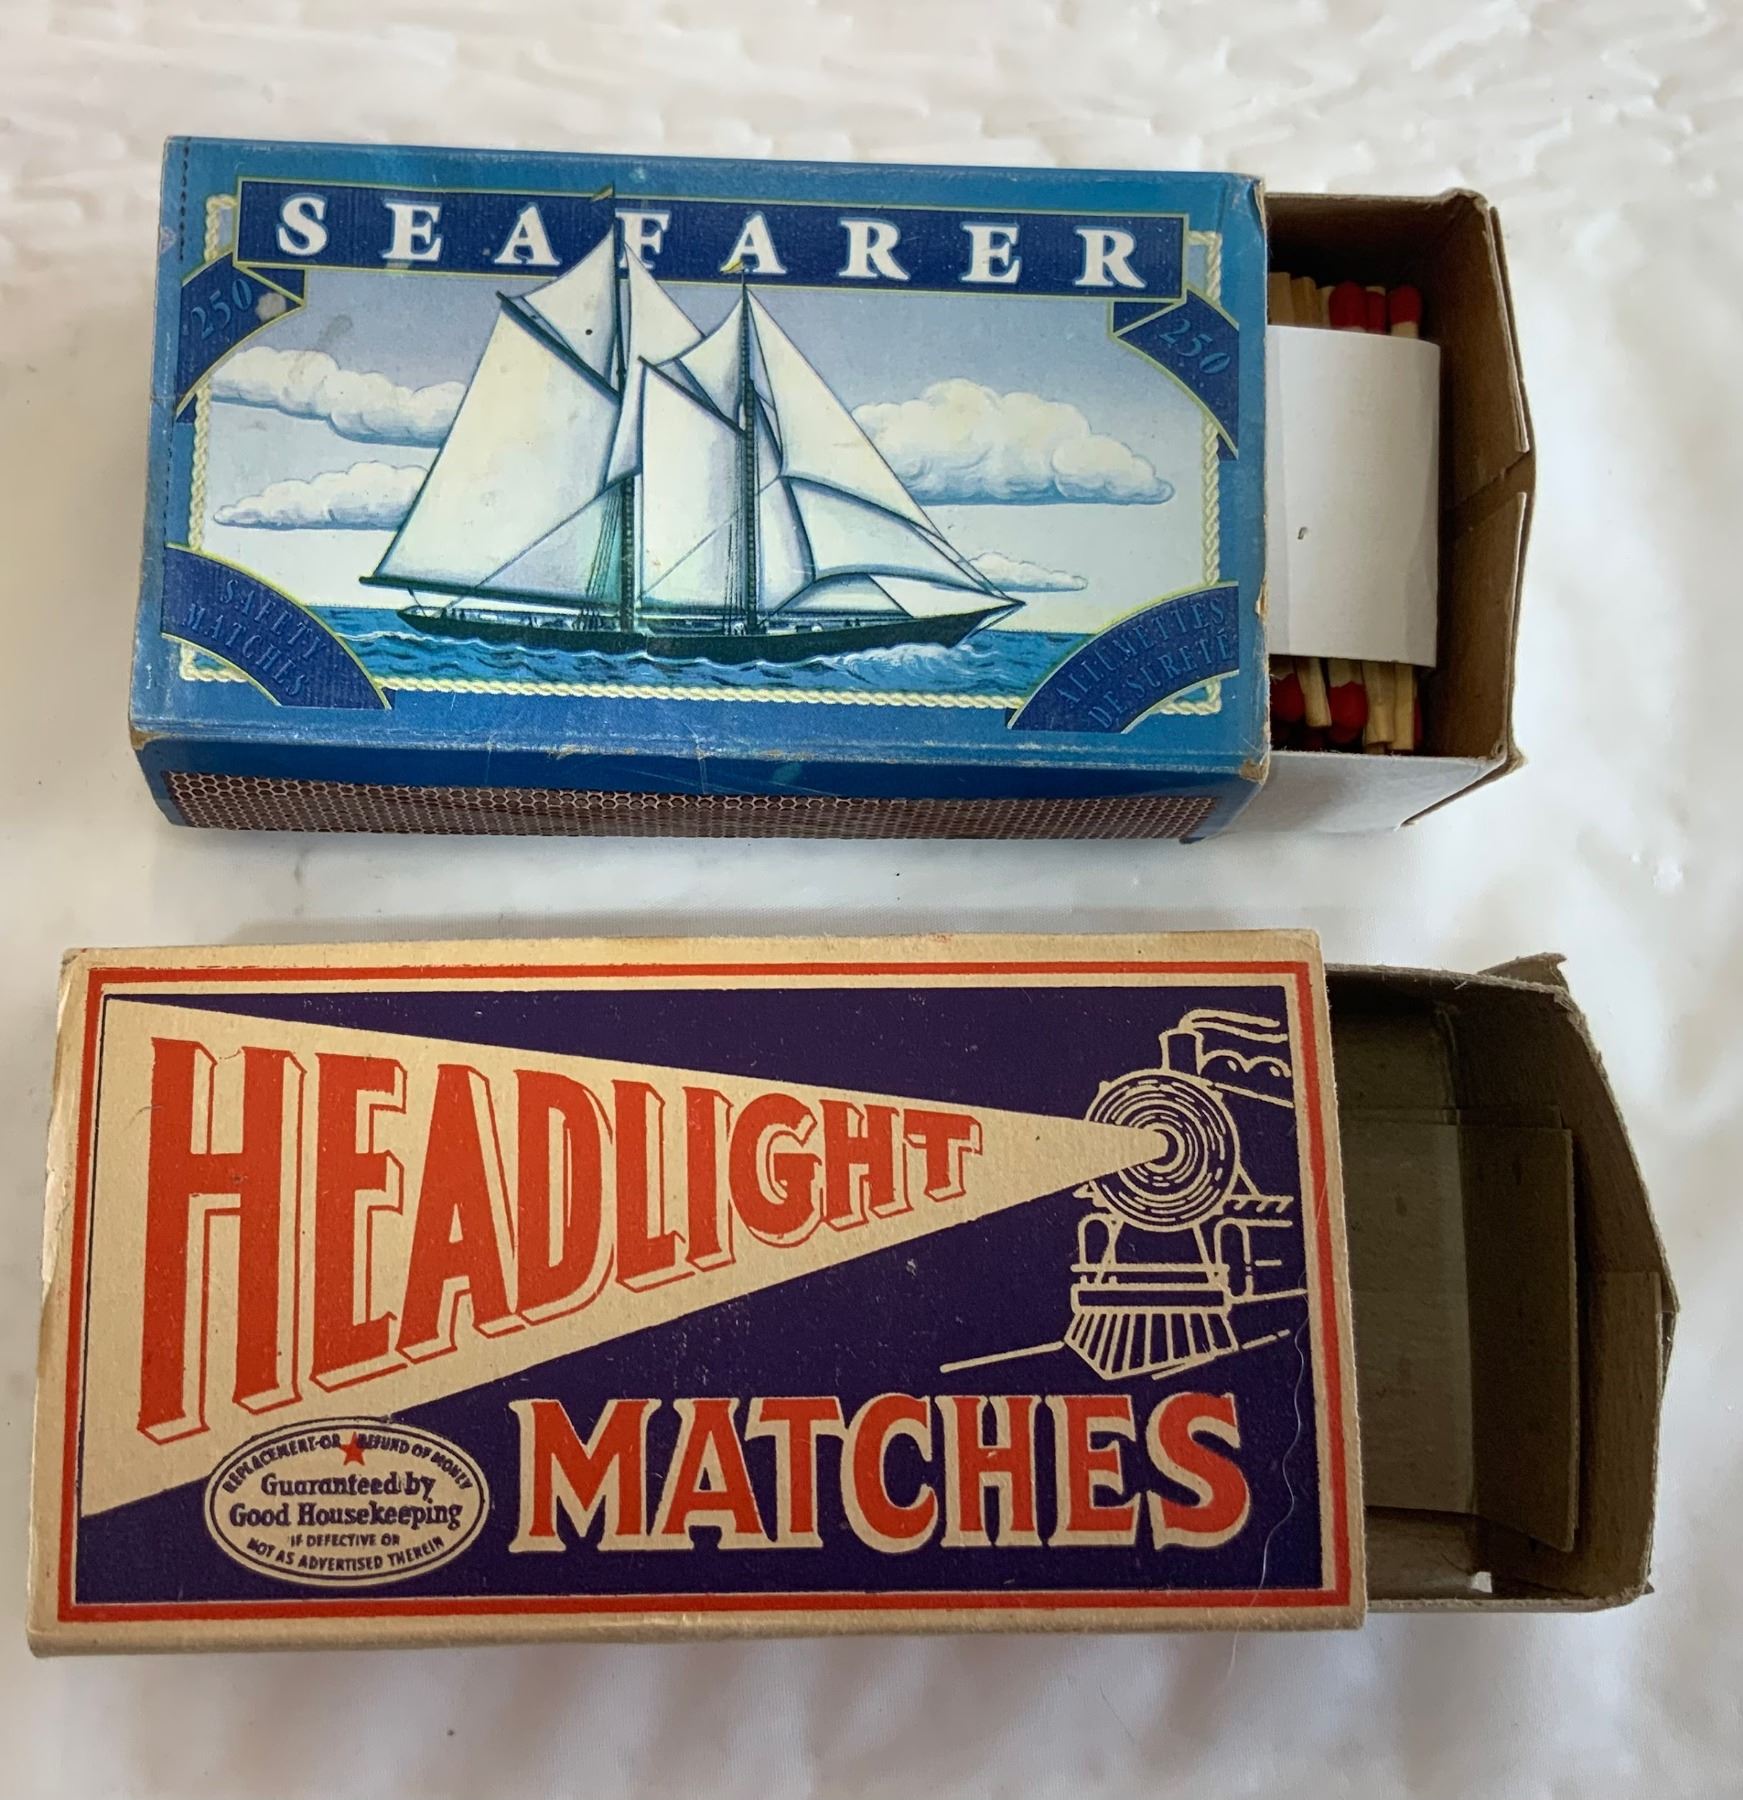 SEAFARER
250
250
SAFETY
MATCHES
ALLUMETTES
DE SURETÉ
HEADLIGHT
MATCHES
REPLACEMENT OR REFUND OF MONEY
Guaranteed by
Good Housekeeping
IF DEFECTIVE OR
NOT AS ADVERTISED THEREIN